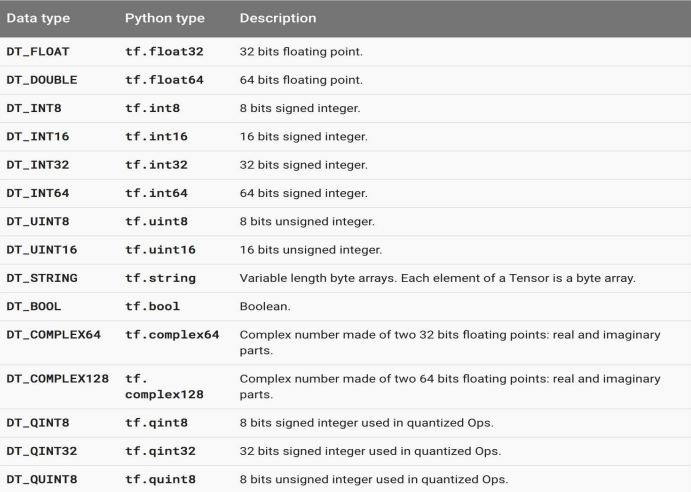 Data type Python type Description
DT_FLOAT tf.float32 32 bits floating point.
DT_DOUBLE tf.float64 64 bits floating point.
DT_INT8 tf.int8 8 bits signed integer.
DT_INT16 tf.int16 16 bits signed integer.
DT_INT32 tf.int32 32 bits signed integer.
DT_INT64 tf.int64 64 bits signed integer.
DT_UINT8 tf.uint8 8 bits unsigned integer.
DT_UINT16 tf.uint16 16 bits unsigned integer.
DT_STRING tf.string Variable length byte arrays. Each element of a Tensor is a byte array.
DT_BOOL tf.bool Boolean.
DT_COMPLEX64 tf.complex64 Complex number made of two 32 bits floating points: real and imaginary
parts.
DT_COMPLEX128 tf. Complex number made of two 64 bits floating points: real and imaginary
complex128 parts.
DT_QINT8 tf.qint8 8 bits signed integer used in quantized Ops.
DT_QINT32 tf.qint32 32 bits signed integer used in quantized Ops.
DT_QUINT8 tf.quint8 8 bits unsigned integer used in quantized Ops.